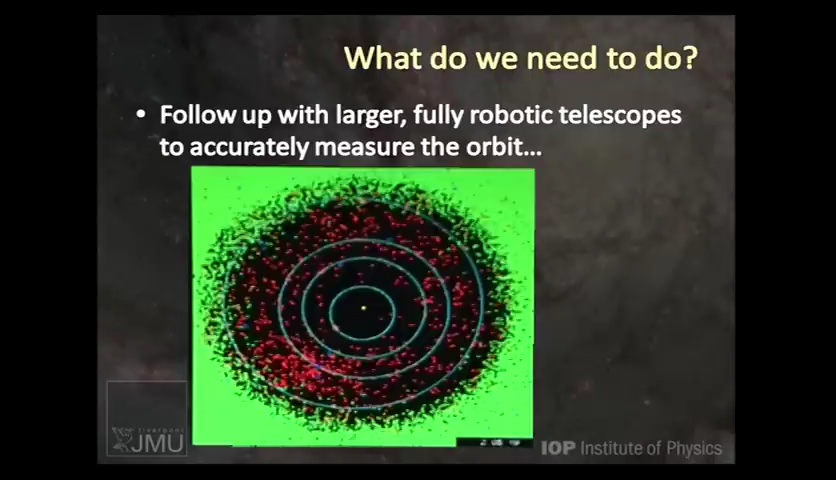 What do we need to do?
• Follow up with larger, fully robotic telescopes
to accurately measure the orbit...
liverpool
JMU
IOP Institute of Physics